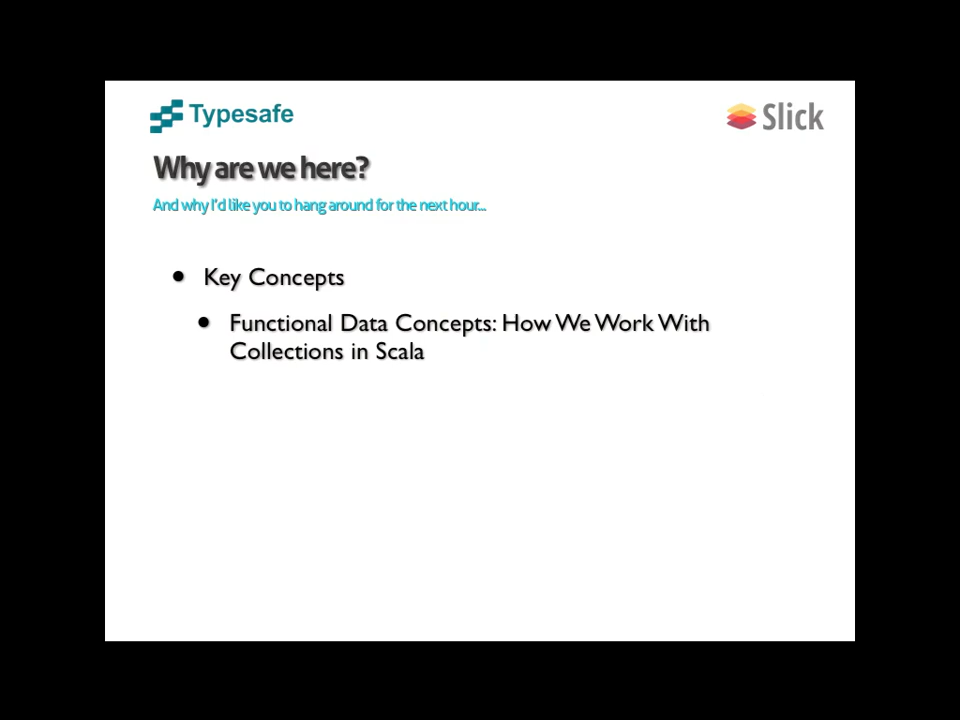 Typesafe
Slick
Why are we here?
And why I'd like you to hang around for the next hour...
• Key Concepts
• Functional Data Concepts: How We Work With
Collections in Scala